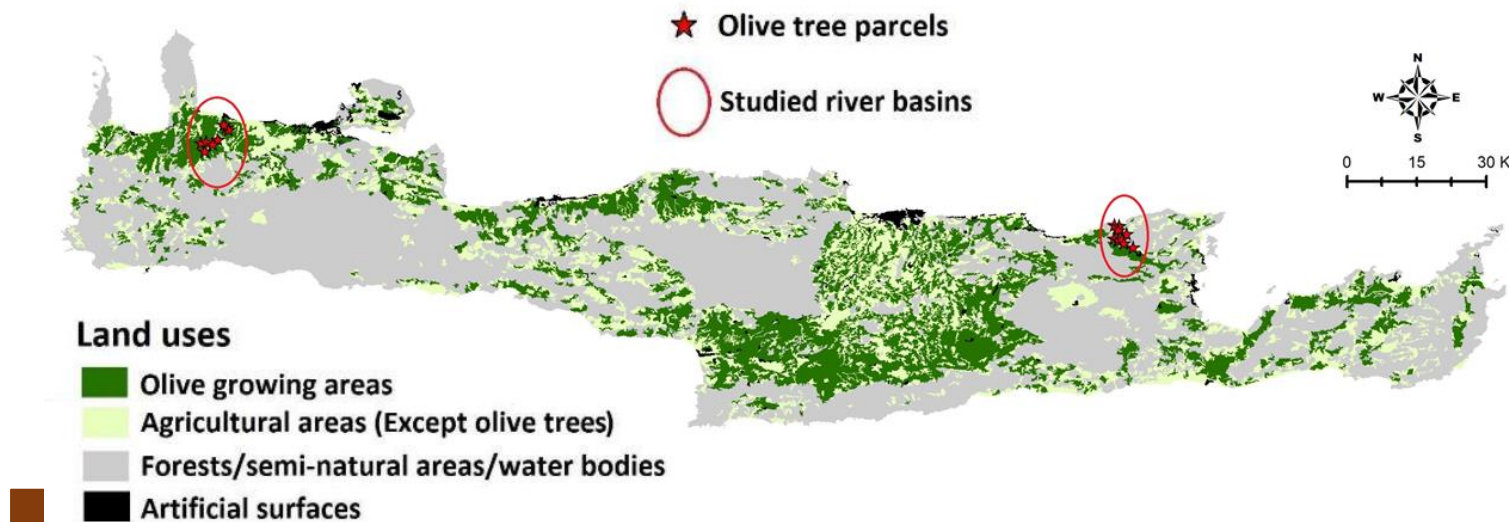 Olive tree parcels
Studied river basins
N
W E
S
0 15 30 K
Land uses
Olive growing areas
Agricultural areas (Except olive trees)
Forests/semi-natural areas/water bodies
Artificial surfaces